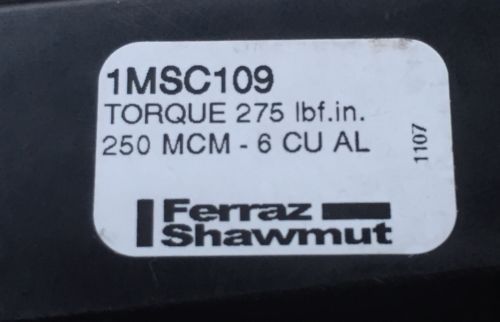 1MSC109
TORQUE 275 lbf.in.
250 MCM - 6 CU AL
1107
Ferraz
Shawmut